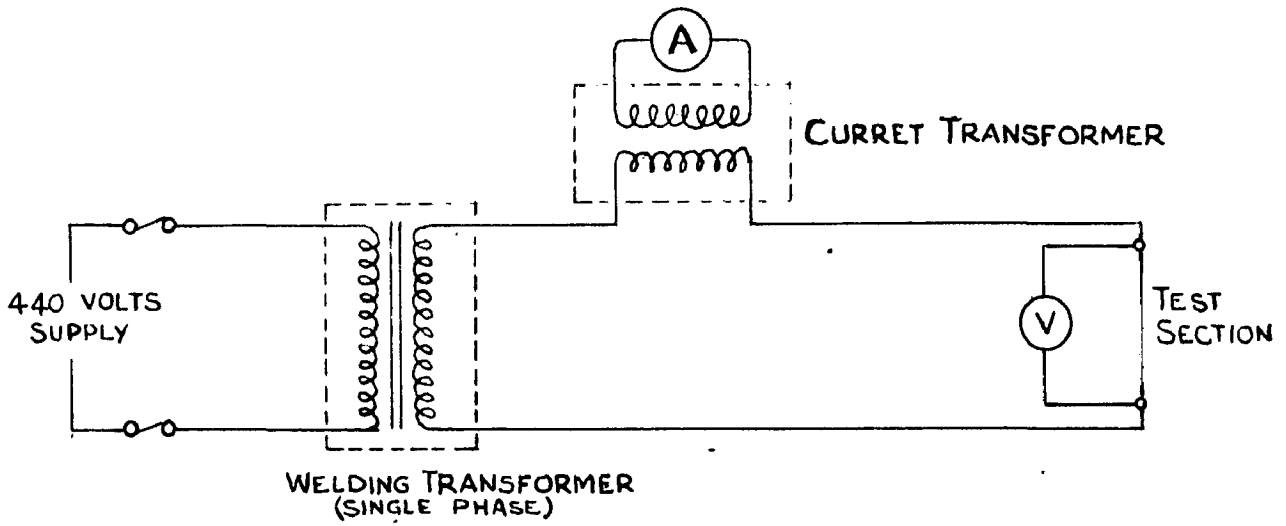 A
CURRET TRANSFORMER
440 VOLTS
SUPPLY
V
TEST
SECTION
WELDING TRANSFORMER
(SINGLE PHASE)